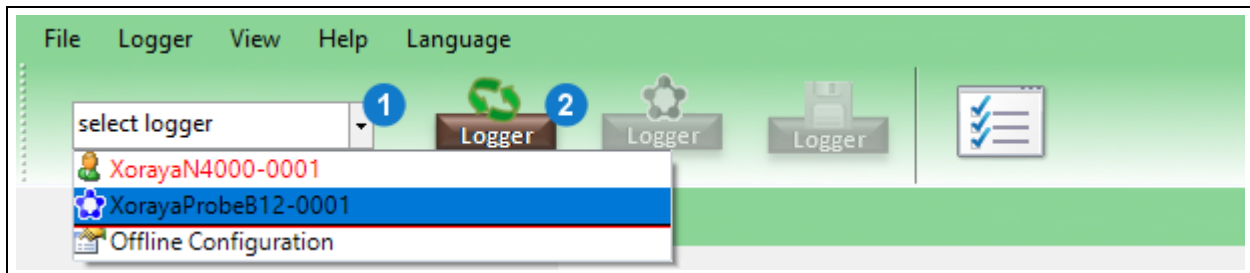 File Logger View Help Language
select logger 1 Logger 2 Logger Logger
XorayaN4000-0001
XorayaProbeB12-0001
Offline Configuration